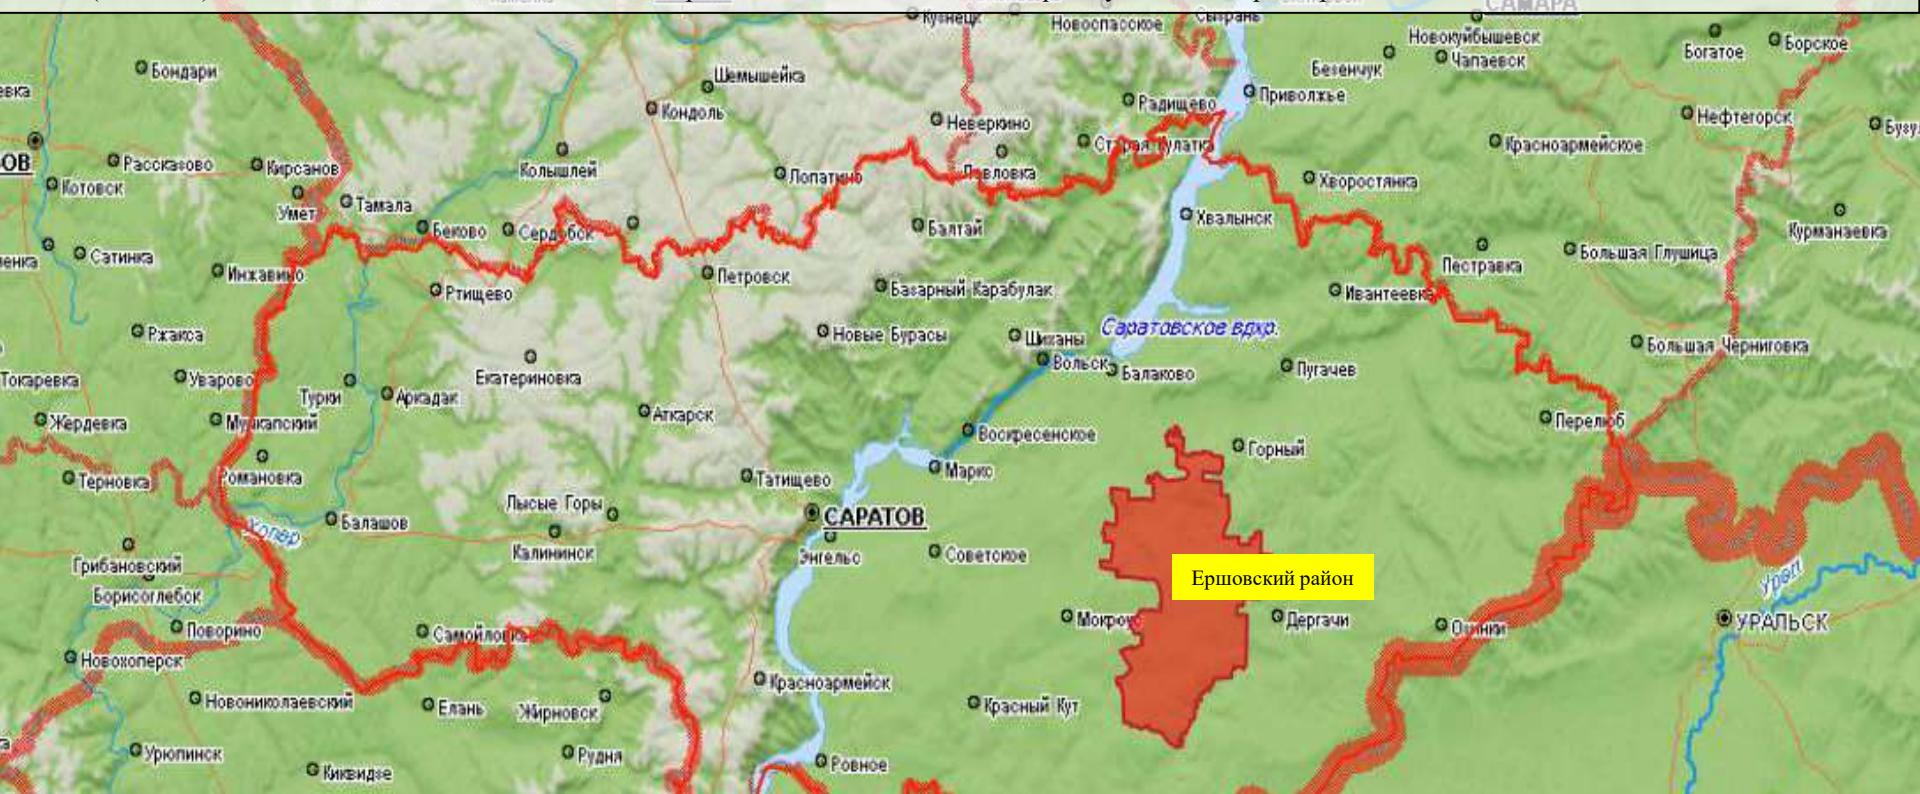 САМАРА
Кузнецк
Новоспасское
Сызрань
Новокуйбышевск
Богатое
Борское
Чапаевск
Безенчук
Бондари
Шемышейка
Приволжье
Радищево
Кондоль
Неверкино
Нефтегорск
Старая Кулатка
Красноармейское
Рассказово
Кирсанов
Колышлей
Лопатино
Павловка
Хворостянка
Котовск
Умет
Тамала
Хвалынск
Беково
Сердобск
Балтай
Курманаевка
Сатинка
Большая Глушица
Пестравка
Инжавино
Петровск
Ртищево
Базарный Карабулак
Ивантеевка
Саратовское вдхр.
Ржакса
Новые Бурасы
Шиханы
Большая Черниговка
Вольск
Балаково
Пугачев
Токаревка
Уварово
Екатериновка
Турки
Аркадак
Аткарск
Жердевка
Мучкапский
Перелюб
Воскресенское
Горный
Романовка
Маркс
Терновка
Татищево
Лысые Горы
САРАТОВ
Балашов
Хопер
Калининск
Энгельс
Советское
Грибановский
Ершовский район
Урал
Борисоглебск
Мокроус
Дергачи
УРАЛЬСК
Поворино
Самойловка
Озинки
Новохоперск
Красноармейск
Новониколаевский
Елань
Жирновск
Красный Кут
Урюпинск
Рудня
Киквидзе
Ровное